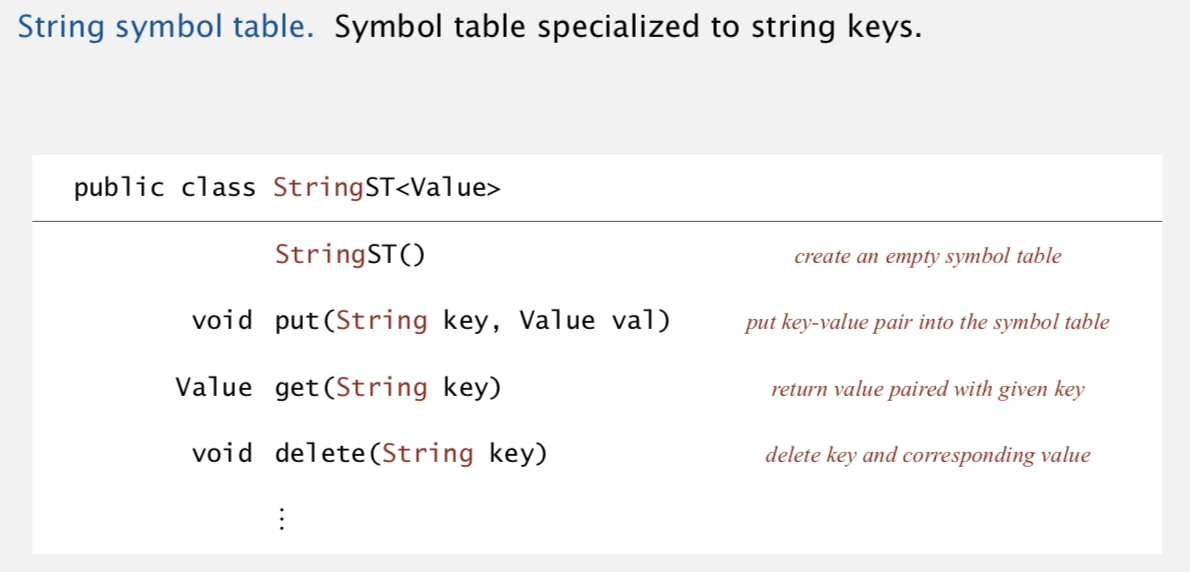 String symbol table. Symbol table specialized to string keys.
public class StringST<Value>
StringST() create an empty symbol table
void put(String key, Value val) put key-value pair into the symbol table
Value get(String key) return value paired with given key
void delete(String key) delete key and corresponding value
⋮